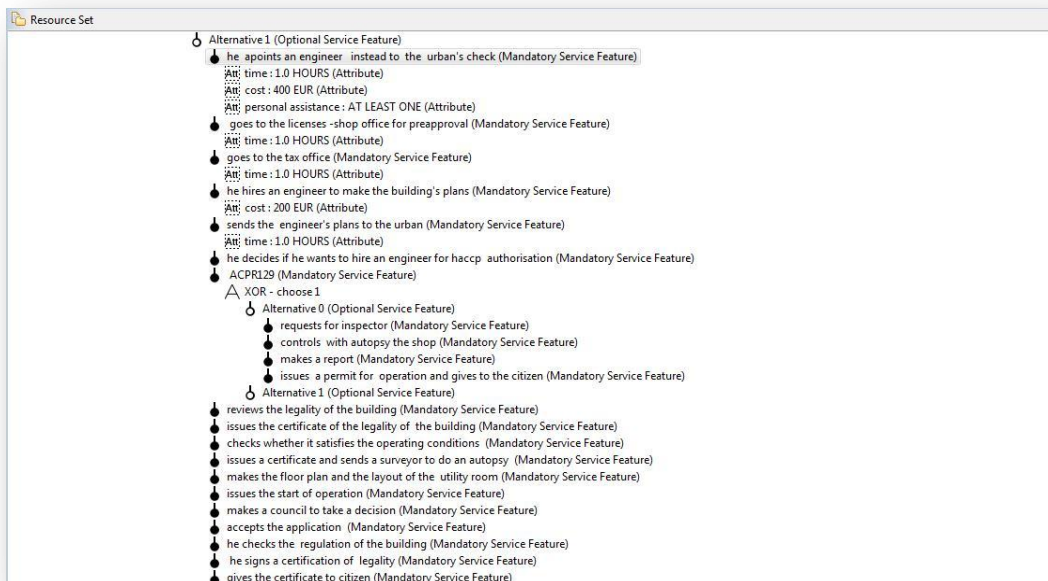 Resource Set
Alternative 1 (Optional Service Feature)
he apoints an engineer instead to the urban's check (Mandatory Service Feature)
Att time : 1.0 HOURS (Attribute)
Att cost : 400 EUR (Attribute)
Att personal assistance : AT LEAST ONE (Attribute)
goes to the licenses -shop office for preapproval (Mandatory Service Feature)
Att time : 1.0 HOURS (Attribute)
goes to the tax office (Mandatory Service Feature)
Att time : 1.0 HOURS (Attribute)
he hires an engineer to make the building's plans (Mandatory Service Feature)
Att cost : 200 EUR (Attribute)
sends the engineer's plans to the urban (Mandatory Service Feature)
Att time : 1.0 HOURS (Attribute)
he decides if he wants to hire an engineer for haccp authorisation (Mandatory Service Feature)
ACPR129 (Mandatory Service Feature)
XOR - choose 1
Alternative 0 (Optional Service Feature)
requests for inspector (Mandatory Service Feature)
controls with autopsy the shop (Mandatory Service Feature)
makes a report (Mandatory Service Feature)
issues a permit for operation and gives to the citizen (Mandatory Service Feature)
Alternative 1 (Optional Service Feature)
reviews the legality of the building (Mandatory Service Feature)
issues the certificate of the legality of the building (Mandatory Service Feature)
checks whether it satisfies the operating conditions (Mandatory Service Feature)
issues a certificate and sends a surveyor to do an autopsy (Mandatory Service Feature)
makes the floor plan and the layout of the utility room (Mandatory Service Feature)
issues the start of operation (Mandatory Service Feature)
makes a council to take a decision (Mandatory Service Feature)
accepts the application (Mandatory Service Feature)
he checks the regulation of the building (Mandatory Service Feature)
he signs a certification of legality (Mandatory Service Feature)
gives the certificate to citizen (Mandatory Service Feature)